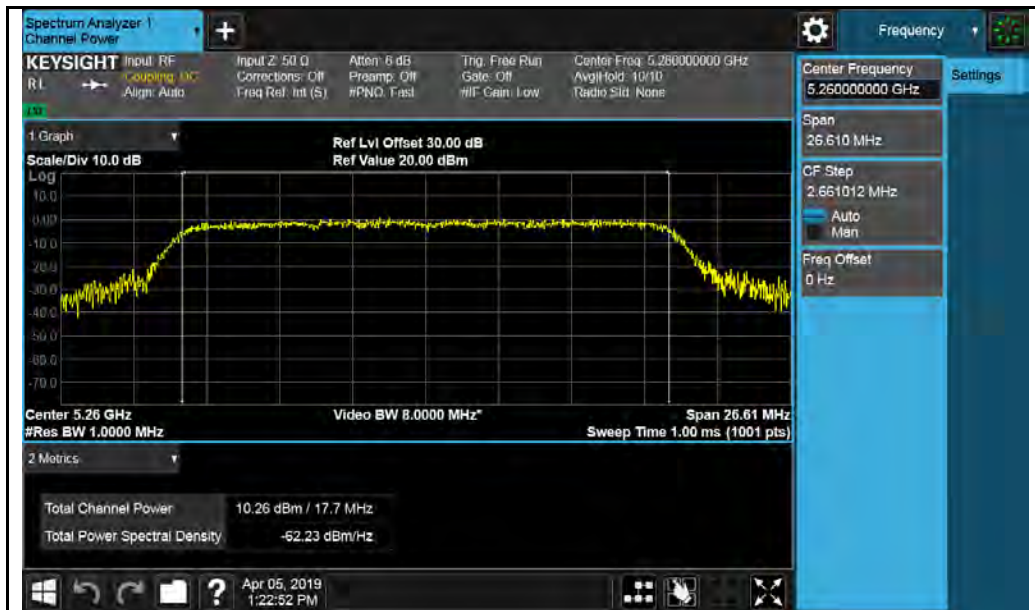 Spectrum Analyzer 1
Channel Power
Frequency
KEYSIGHT
Input: RF
Coupling: DC
Align: Auto
R L
Input Z: 50 Ω
Corrections: Off
Freq Ref: Int (S)
Atten: 6 dB
Preamp: Off
#PNO: Fast
Trig: Free Run
Gate: Off
#IF Gain: Low
Center Freq: 5.260000000 GHz
Avg|Hold: 10/10
Radio Std: None
Center Frequency
5.260000000 GHz
Settings
Span
26.610 MHz
CF Step
2.661012 MHz
Auto
Man
Freq Offset
0 Hz
1 Graph
Ref Lvl Offset 30.00 dB
Scale/Div 10.0 dB
Ref Value 20.00 dBm
Log
10.0
0.00
-10.0
-20.0
-30.0
-40.0
-50.0
-60.0
-70.0
Center 5.26 GHz
Video BW 8.0000 MHz*
Span 26.61 MHz
#Res BW 1.0000 MHz
Sweep Time 1.00 ms (1001 pts)
2 Metrics
Total Channel Power
10.26 dBm / 17.7 MHz
Total Power Spectral Density
-62.23 dBm/Hz
?
Apr 05, 2019
1:22:52 PM